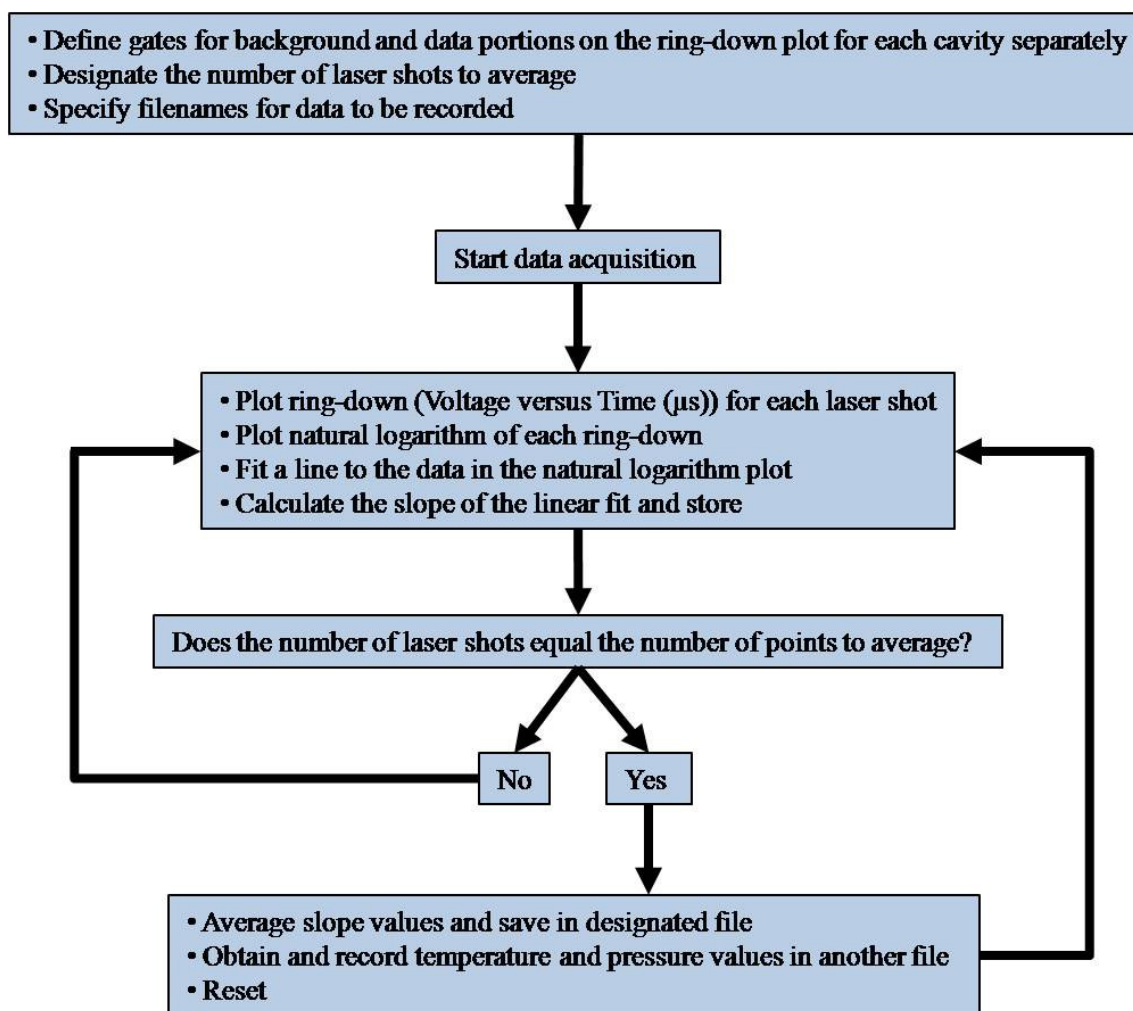 • Define gates for background and data portions on the ring-down plot for each cavity separately
• Designate the number of laser shots to average
• Specify filenames for data to be recorded
Start data acquisition
• Plot ring-down (Voltage versus Time (µs)) for each laser shot
• Plot natural logarithm of each ring-down
• Fit a line to the data in the natural logarithm plot
• Calculate the slope of the linear fit and store
Does the number of laser shots equal the number of points to average?
No
Yes
• Average slope values and save in designated file
• Obtain and record temperature and pressure values in another file
• Reset